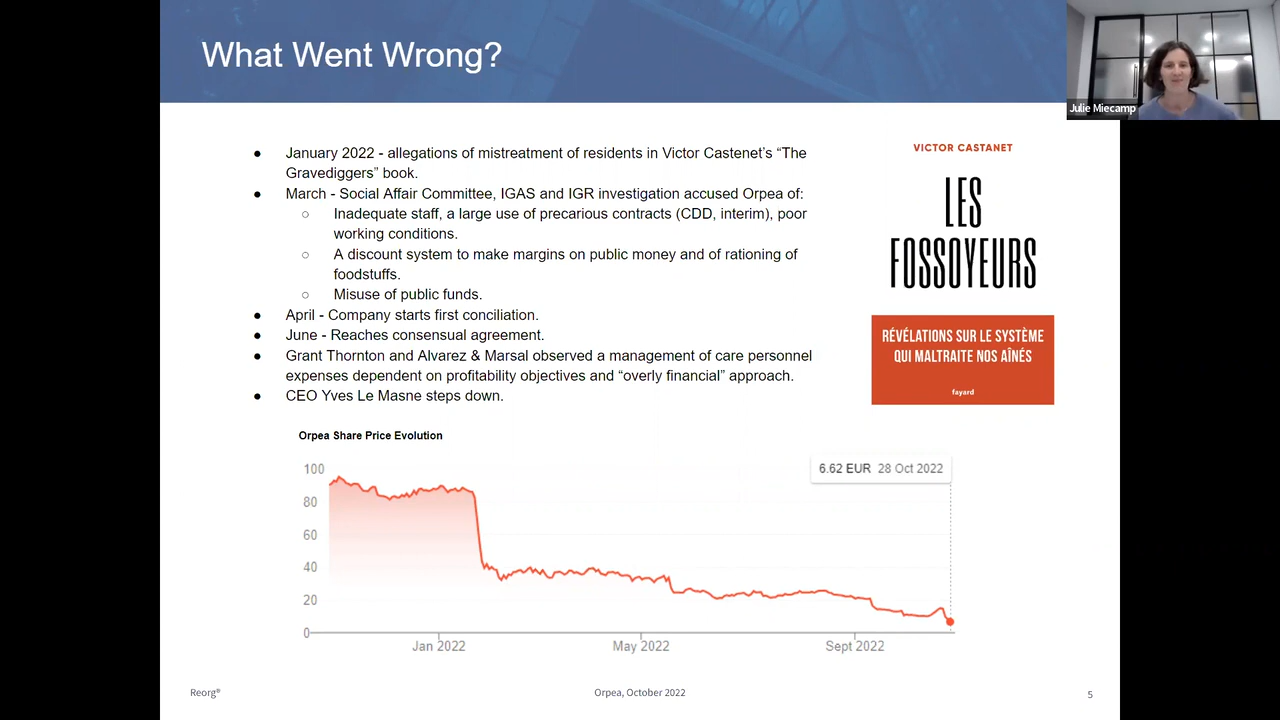 What Went Wrong?
Julie Miecamp
● January 2022 - allegations of mistreatment of residents in Victor Castenet’s “The
Gravediggers” book.
● March - Social Affair Committee, IGAS and IGR investigation accused Orpea of:
○ Inadequate staff, a large use of precarious contracts (CDD, interim), poor
working conditions.
○ A discount system to make margins on public money and of rationing of
foodstuffs.
○ Misuse of public funds.
● April - Company starts first conciliation.
● June - Reaches consensual agreement.
● Grant Thornton and Alvarez & Marsal observed a management of care personnel
expenses dependent on profitability objectives and “overly financial” approach.
● CEO Yves Le Masne steps down.
VICTOR CASTANET
LES
FOSSOYEURS
RÉVÉLATIONS SUR LE SYSTÈME
QUI MALTRAITE NOS AÎNÉS
fayard
Orpea Share Price Evolution
6.62 EUR 28 Oct 2022
100
80
60
40
20
0
Jan 2022
May 2022
Sept 2022
Reorg®
Orpea, October 2022
5